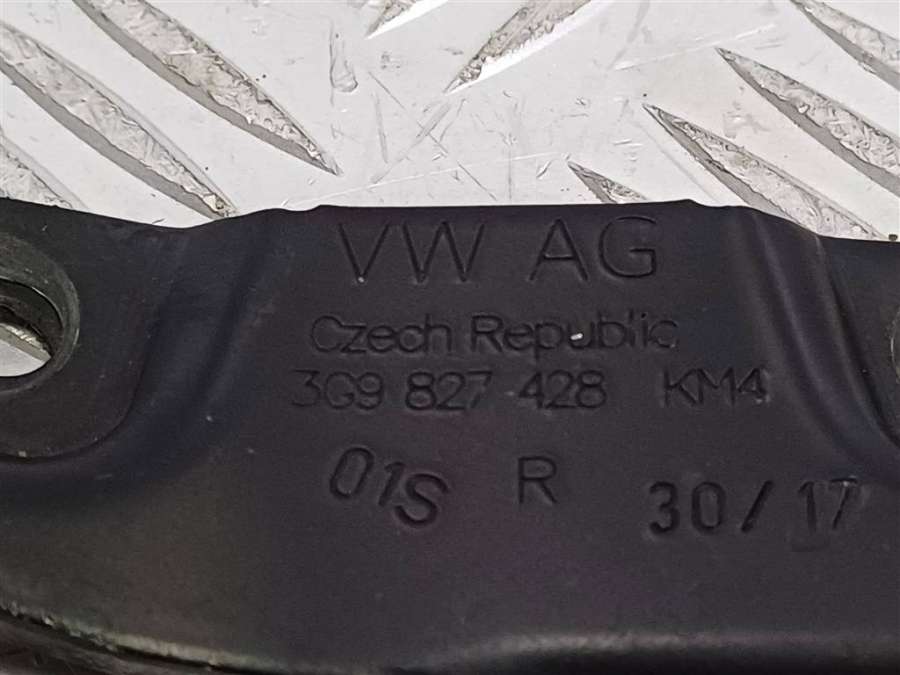 VW AG
Czech Republic
3G9 827 428 KM4
01S R 30/17